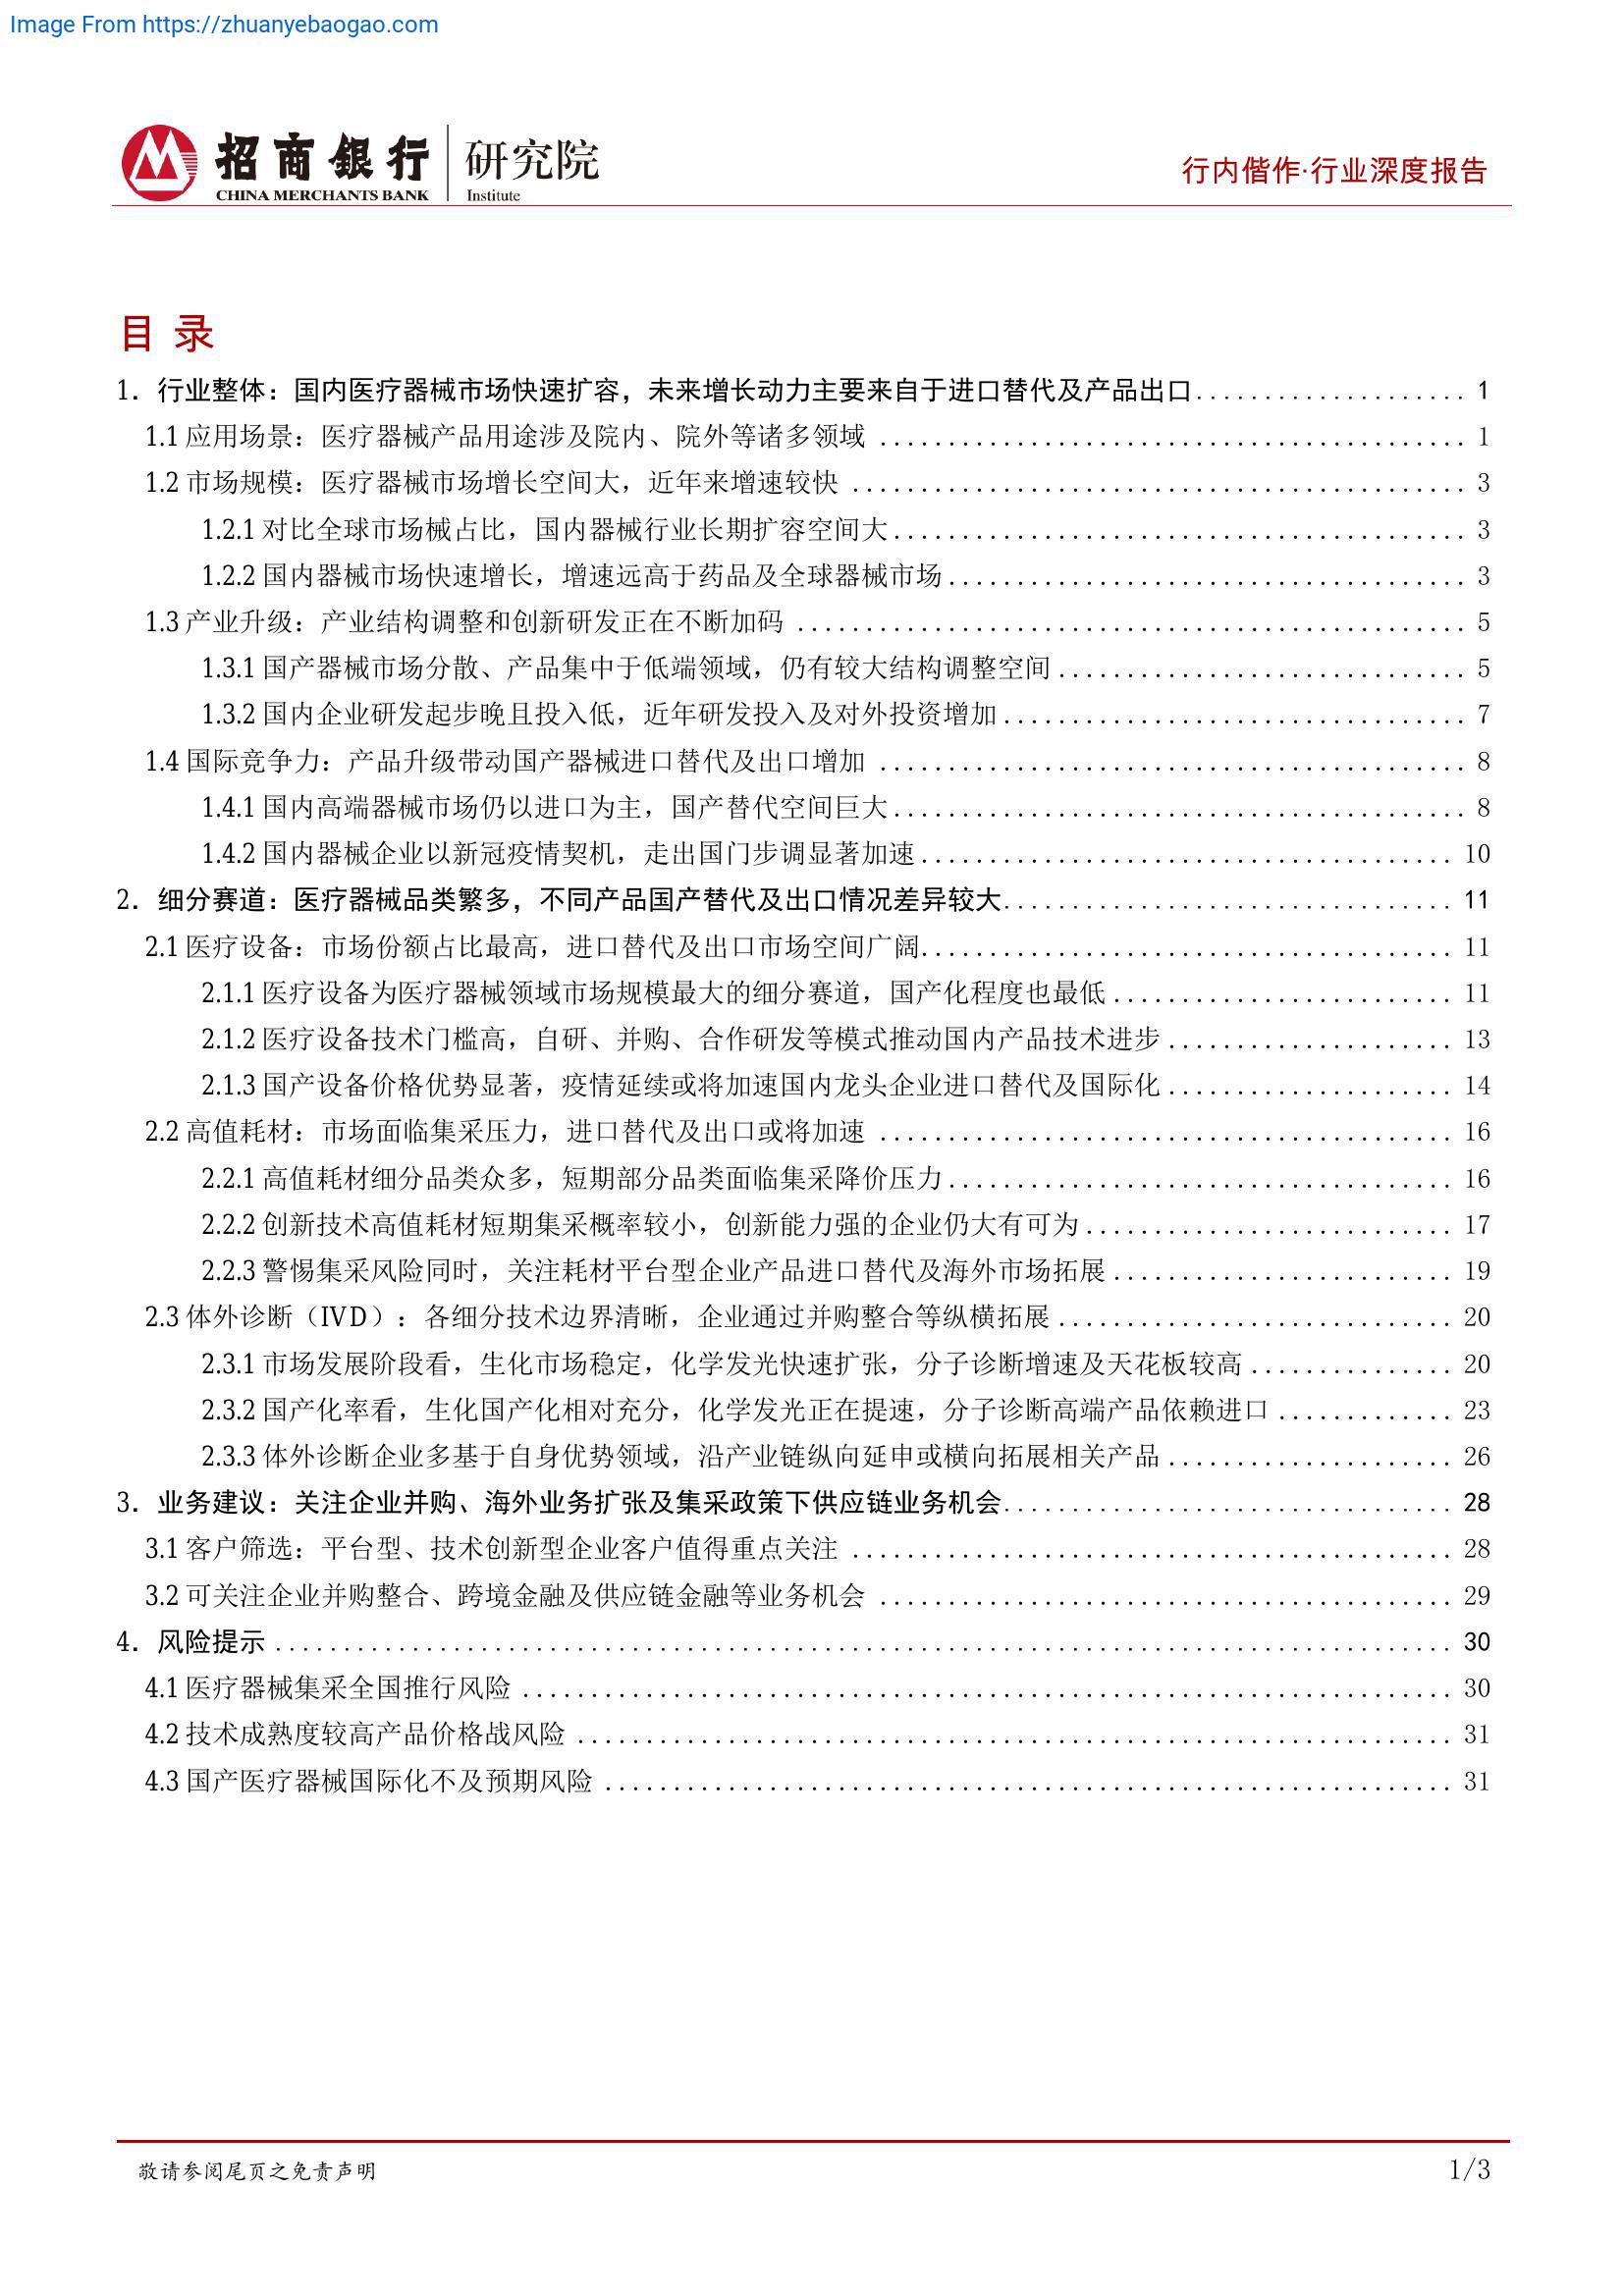 Image From https://zhuanyebaogao.com
招商銀行 研究院
CHINA MERCHANTS BANK Institute
行内偕作·行业深度报告
目 录
1. 行业整体：国内医疗器械市场快速扩容，未来增长动力主要来自于进口替代及产品出口 1
1.1 应用场景：医疗器械产品用途涉及院内、院外等诸多领域 1
1.2 市场规模：医疗器械市场增长空间大，近年来增速较快 3
1.2.1 对比全球市场械占比，国内器械行业长期扩容空间大 3
1.2.2 国内器械市场快速增长，增速远高于药品及全球器械市场 3
1.3 产业升级：产业结构调整和创新研发正在不断加码 5
1.3.1 国产器械市场分散、产品集中于低端领域，仍有较大结构调整空间 5
1.3.2 国内企业研发起步晚且投入低，近年研发投入及对外投资增加 7
1.4 国际竞争力：产品升级带动国产器械进口替代及出口增加 8
1.4.1 国内高端器械市场仍以进口为主，国产替代空间巨大 8
1.4.2 国内器械企业以新冠疫情契机，走出国门步调显著加速 10
2. 细分赛道：医疗器械品类繁多，不同产品国产替代及出口情况差异较大 11
2.1 医疗设备：市场份额占比最高，进口替代及出口市场空间广阔 11
2.1.1 医疗设备为医疗器械领域市场规模最大的细分赛道，国产化程度也最低 11
2.1.2 医疗设备技术门槛高，自研、并购、合作研发等模式推动国内产品技术进步 13
2.1.3 国产设备价格优势显著，疫情延续或将加速国内龙头企业进口替代及国际化 14
2.2 高值耗材：市场面临集采压力，进口替代及出口或将加速 16
2.2.1 高值耗材细分品类众多，短期部分品类面临集采降价压力 16
2.2.2 创新技术高值耗材短期集采概率较小，创新能力强的企业仍大有可为 17
2.2.3 警惕集采风险同时，关注耗材平台型企业产品进口替代及海外市场拓展 19
2.3 体外诊断（IVD）：各细分技术边界清晰，企业通过并购整合等纵横拓展 20
2.3.1 市场发展阶段看，生化市场稳定，化学发光快速扩张，分子诊断增速及天花板较高 20
2.3.2 国产化率看，生化国产化相对充分，化学发光正在提速，分子诊断高端产品依赖进口 23
2.3.3 体外诊断企业多基于自身优势领域，沿产业链纵向延申或横向拓展相关产品 26
3. 业务建议：关注企业并购、海外业务扩张及集采政策下供应链业务机会 28
3.1 客户筛选：平台型、技术创新型企业客户值得重点关注 28
3.2 可关注企业并购整合、跨境金融及供应链金融等业务机会 29
4. 风险提示 30
4.1 医疗器械集采全国推行风险 30
4.2 技术成熟度较高产品价格战风险 31
4.3 国产医疗器械国际化不及预期风险 31
敬请参阅尾页之免责声明
1/3